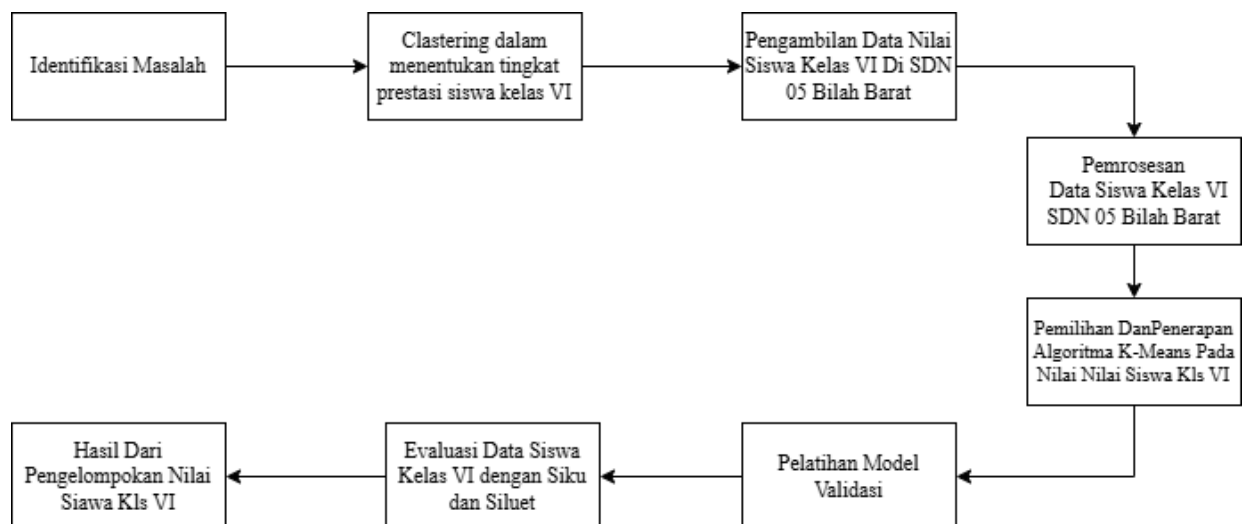 Identifikasi Masalah
Clastering dalam
menentukan tingkat
prestasi siswa kelas VI
Pengambilan Data Nilai
Siswa Kelas VI Di SDN
05 Bilah Barat
Pemrosesan
Data Siswa Kelas VI
SDN 05 Bilah Barat
Pemilihan DanPenerapan
Algoritma K-Means Pada
Nilai Nilai Siswa Kls VI
Pelatihan Model
Validasi
Evaluasi Data Siswa
Kelas VI dengan Siku
dan Siluet
Hasil Dari
Pengelompokan Nilai
Siawa Kls VI